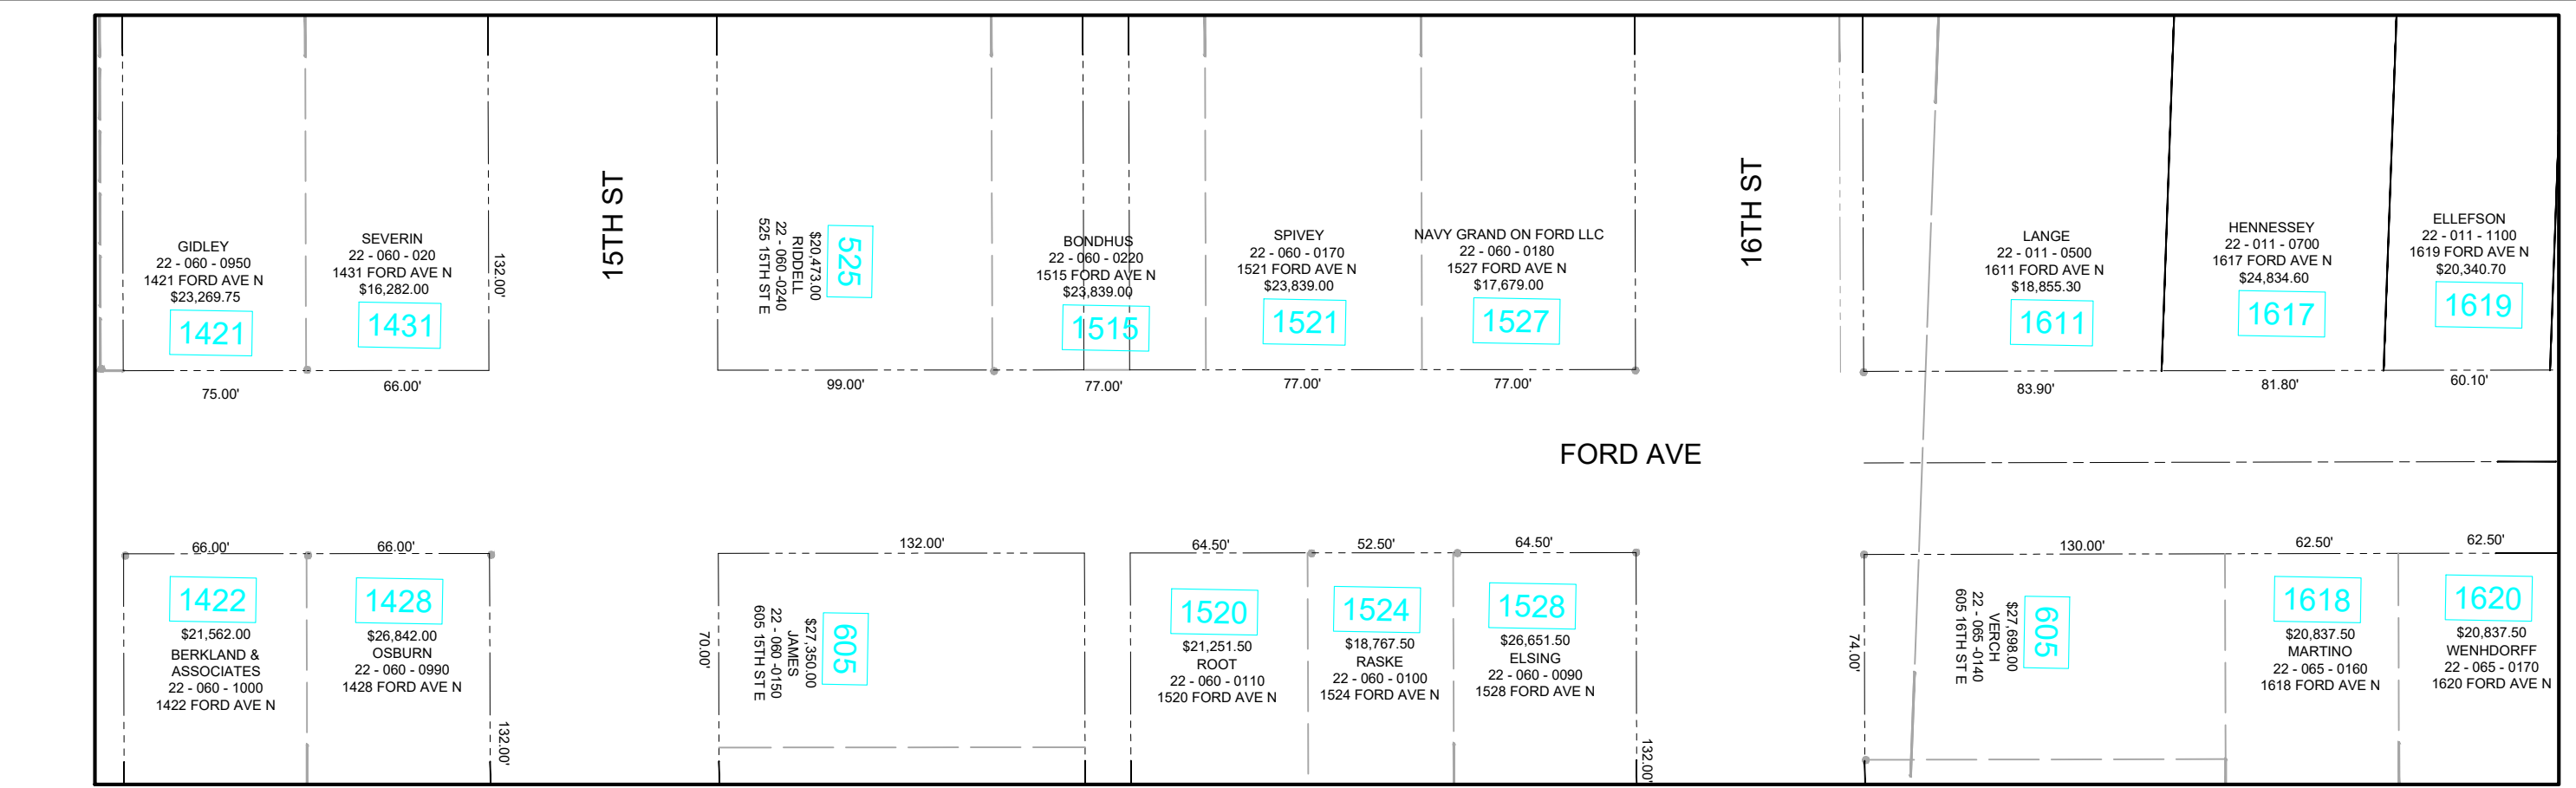 GIDLEY
22 - 060 - 0950
1421 FORD AVE N
$23,269.75
1421
75.00'
SEVERIN
22 - 060 - 020
1431 FORD AVE N
$16,282.00
1431
66.00'
132.00'
15TH ST
525
$20,473.00
RIDDELL
22 - 060 -0240
525 15TH ST E
99.00'
BONDHUS
22 - 060 - 0220
1515 FORD AVE N
$23,839.00
1515
77.00'
SPIVEY
22 - 060 - 0170
1521 FORD AVE N
$23,839.00
1521
77.00'
NAVY GRAND ON FORD LLC
22 - 060 - 0180
1527 FORD AVE N
$17,679.00
1527
77.00'
16TH ST
LANGE
22 - 011 - 0500
1611 FORD AVE N
$18,855.30
1611
83.90'
HENNESSEY
22 - 011 - 0700
1617 FORD AVE N
$24,834.60
1617
81.80'
ELLEFSON
22 - 011 - 1100
1619 FORD AVE N
$20,340.70
1619
60.10'
FORD AVE
66.00'
1422
$21,562.00
BERKLAND &
ASSOCIATES
22 - 060 - 1000
1422 FORD AVE N
66.00'
1428
$26,842.00
OSBURN
22 - 060 - 0990
1428 FORD AVE N
132.00'
132.00'
70.00'
605
$27,350.00
JAMES
22 - 060 -0150
605 15TH ST E
64.50'
1520
$21,251.50
ROOT
22 - 060 - 0110
1520 FORD AVE N
52.50'
1524
$18,767.50
RASKE
22 - 060 - 0100
1524 FORD AVE N
64.50'
1528
$26,651.50
ELSING
22 - 060 - 0090
1528 FORD AVE N
132.00'
130.00'
74.00'
605
$27,698.00
VERCH
22 - 065 -0140
605 16TH ST E
62.50'
1618
$20,837.50
MARTINO
22 - 065 - 0160
1618 FORD AVE N
62.50'
1620
$20,837.50
WENHDORFF
22 - 065 - 0170
1620 FORD AVE N